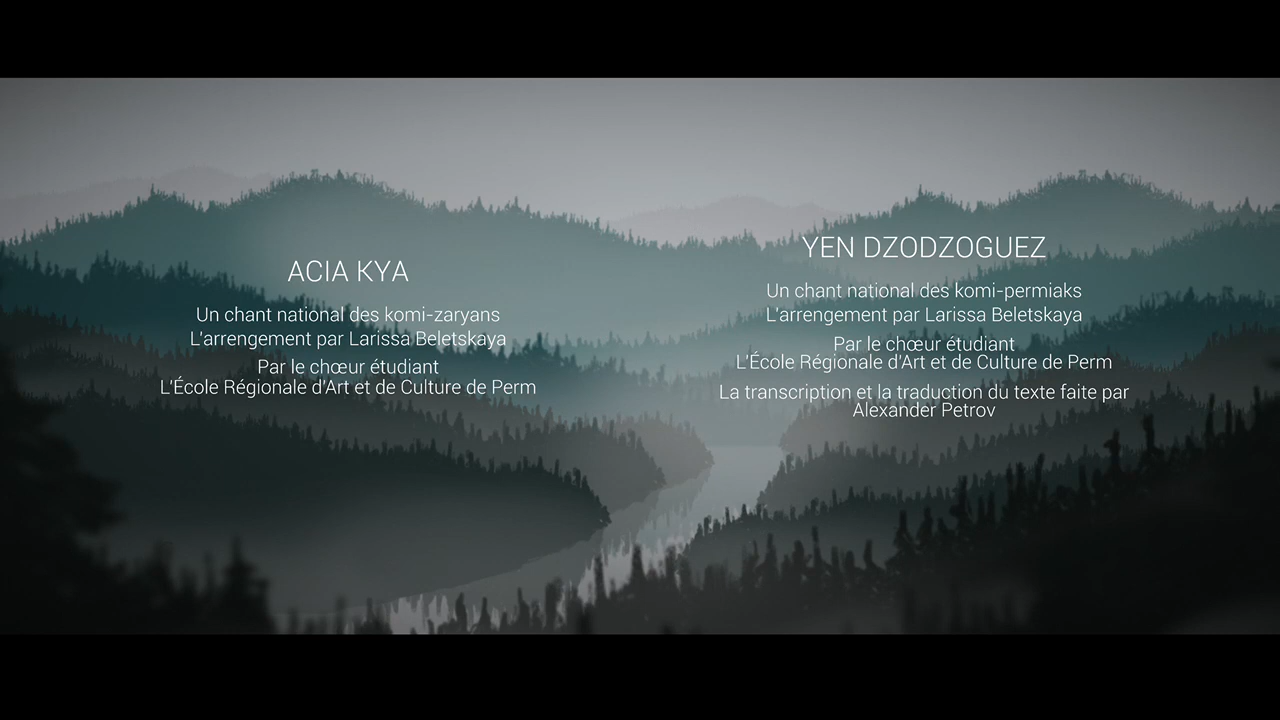 ACIA KYA
Un chant national des komi-zaryans
L'arrengement par Larissa Beletskaya
Par le chœur étudiant
L'École Régionale d'Art et de Culture de Perm
YEN DZODZOGUEZ
Un chant national des komi-permiaks
L'arrengement par Larissa Beletskaya
Par le chœur étudiant
L'École Régionale d'Art et de Culture de Perm
La transcription et la traduction du texte faite par
Alexander Petrov